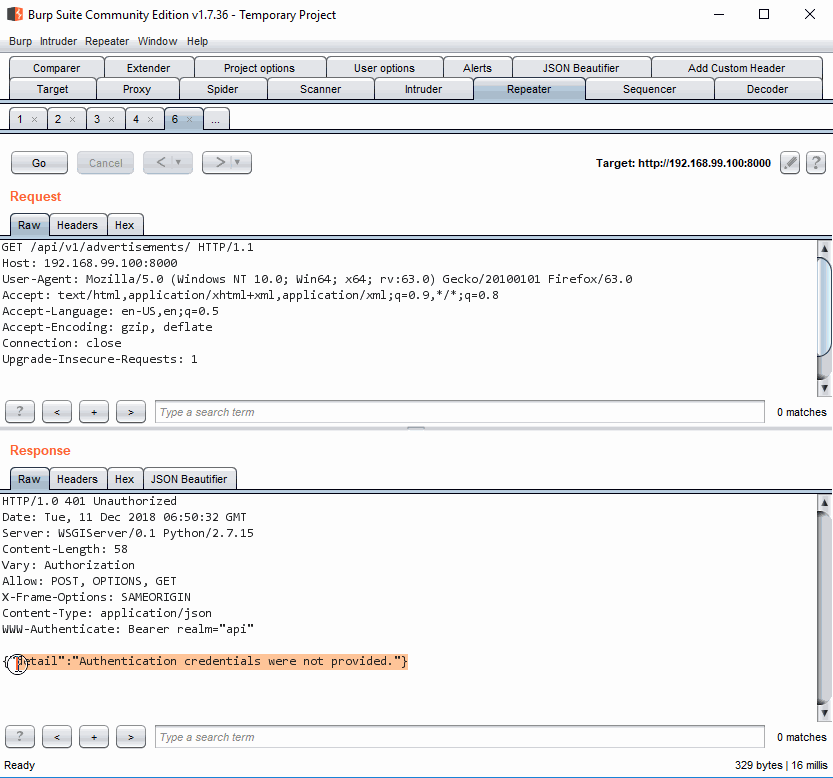 Burp Suite Community Edition v1.7.36 - Temporary Project
Burp Intruder Repeater Window Help
Comparer Extender Project options User options Alerts JSON Beautifier Add Custom Header
Target Proxy Spider Scanner Intruder Repeater Sequencer Decoder
1 × 2 × 3 × 4 × 6 × ...
Go Cancel < | ▼ > | ▼ Target: http://192.168.99.100:8000 ?
Request
Raw Headers Hex
GET /api/v1/advertisements/ HTTP/1.1
Host: 192.168.99.100:8000
User-Agent: Mozilla/5.0 (Windows NT 10.0; Win64; x64; rv:63.0) Gecko/20100101 Firefox/63.0
Accept: text/html,application/xhtml+xml,application/xml;q=0.9,*/*;q=0.8
Accept-Language: en-US,en;q=0.5
Accept-Encoding: gzip, deflate
Connection: close
Upgrade-Insecure-Requests: 1
? < + > Type a search term 0 matches
Response
Raw Headers Hex JSON Beautifier
HTTP/1.0 401 Unauthorized
Date: Tue, 11 Dec 2018 06:50:32 GMT
Server: WSGIServer/0.1 Python/2.7.15
Content-Length: 58
Vary: Authorization
Allow: POST, OPTIONS, GET
X-Frame-Options: SAMEORIGIN
Content-Type: application/json
WWW-Authenticate: Bearer realm="api"
{"detail":"Authentication credentials were not provided."}
? < + > Type a search term 0 matches
Ready 329 bytes | 16 millis